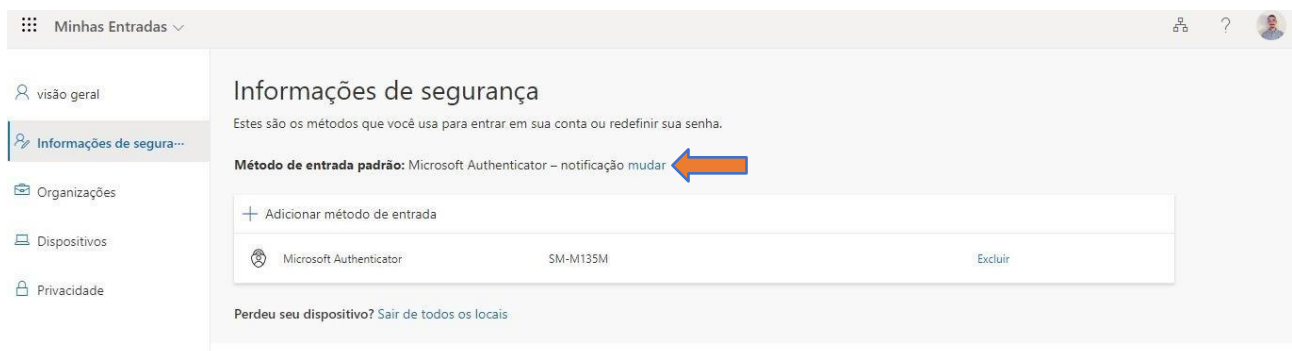 Minhas Entradas
?
visão geral
Informações de segura...
Organizações
Dispositivos
Privacidade
Informações de segurança
Estes são os métodos que você usa para entrar em sua conta ou redefinir sua senha.
Método de entrada padrão: Microsoft Authenticator – notificação mudar
+ Adicionar método de entrada
Microsoft Authenticator SM-M135M Excluir
Perdeu seu dispositivo? Sair de todos os locais